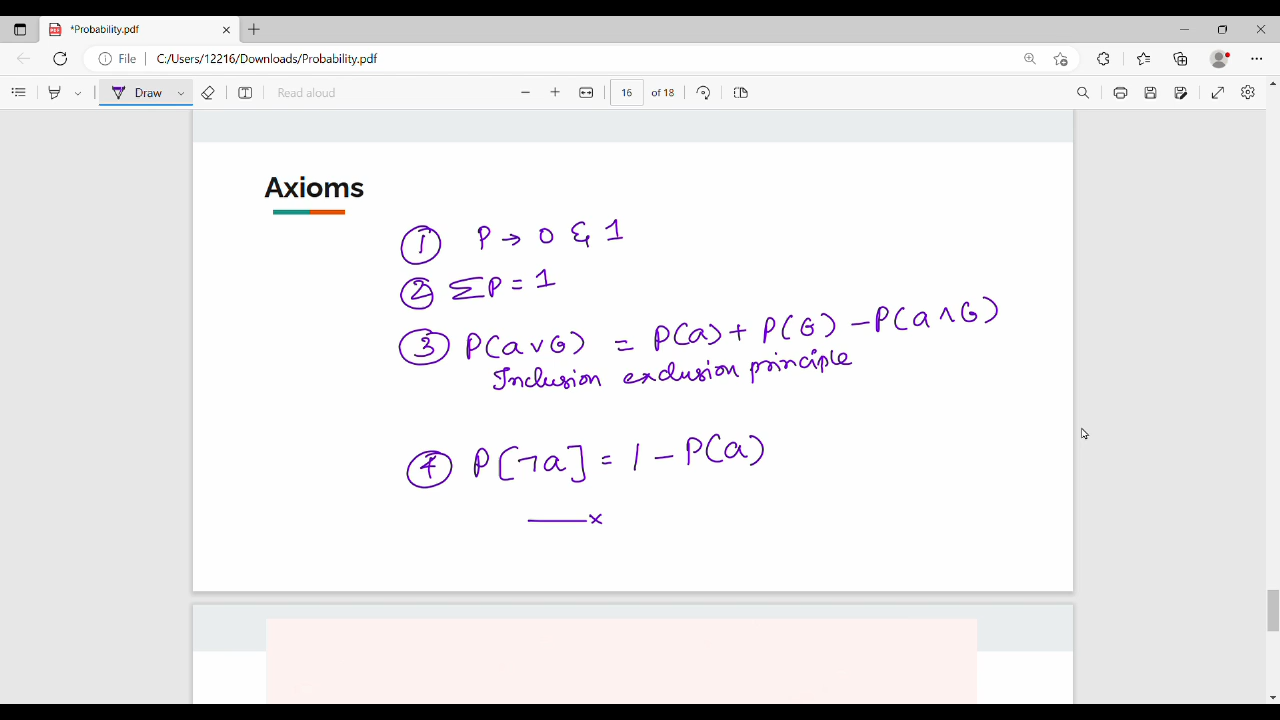 *Probability.pdf
File C:/Users/12216/Downloads/Probability.pdf
Draw Read aloud 16 of 18
Axioms
① P → 0 & 1
② ΣP = 1
③ P(a ∨ b) = P(a) + P(b) − P(a ∧ b)
Inclusion exclusion principle
④ P[¬a] = 1 − P(a)
——×